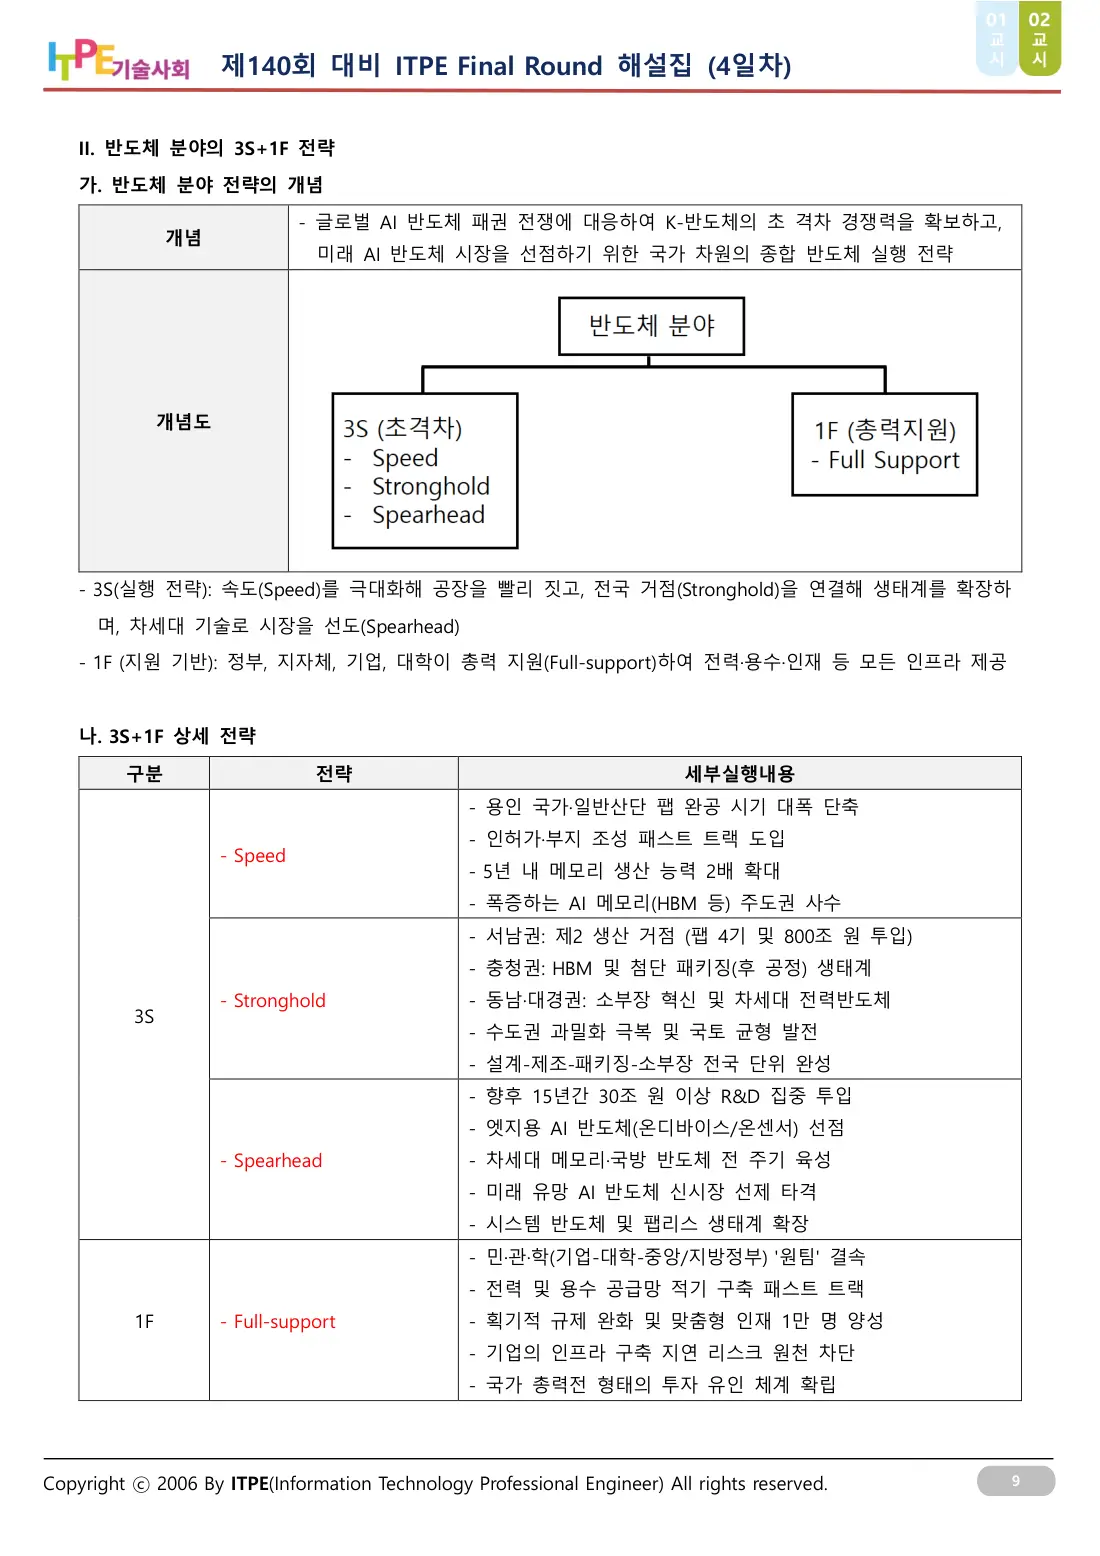 ITPE기술사회 제140회 대비 ITPE Final Round 해설집 (4일차)
01
교
시
02
교
시
II. 반도체 분야의 3S+1F 전략
가. 반도체 분야 전략의 개념
개념
- 글로벌 AI 반도체 패권 전쟁에 대응하여 K-반도체의 초 격차 경쟁력을 확보하고,
미래 AI 반도체 시장을 선점하기 위한 국가 차원의 종합 반도체 실행 전략
개념도
반도체 분야
3S (초격차)
- Speed
- Stronghold
- Spearhead
1F (총력지원)
- Full Support
- 3S(실행 전략): 속도(Speed)를 극대화해 공장을 빨리 짓고, 전국 거점(Stronghold)을 연결해 생태계를 확장하
며, 차세대 기술로 시장을 선도(Spearhead)
- 1F (지원 기반): 정부, 지자체, 기업, 대학이 총력 지원(Full-support)하여 전력·용수·인재 등 모든 인프라 제공
나. 3S+1F 상세 전략
구분 전략 세부실행내용
3S
- Speed
- 용인 국가·일반산단 팹 완공 시기 대폭 단축
- 인허가·부지 조성 패스트 트랙 도입
- 5년 내 메모리 생산 능력 2배 확대
- 폭증하는 AI 메모리(HBM 등) 주도권 사수
- Stronghold
- 서남권: 제2 생산 거점 (팹 4기 및 800조 원 투입)
- 충청권: HBM 및 첨단 패키징(후 공정) 생태계
- 동남·대경권: 소부장 혁신 및 차세대 전력반도체
- 수도권 과밀화 극복 및 국토 균형 발전
- 설계-제조-패키징-소부장 전국 단위 완성
- Spearhead
- 향후 15년간 30조 원 이상 R&D 집중 투입
- 엣지용 AI 반도체(온디바이스/온센서) 선점
- 차세대 메모리·국방 반도체 전 주기 육성
- 미래 유망 AI 반도체 신시장 선제 타격
- 시스템 반도체 및 팹리스 생태계 확장
1F
- Full-support
- 민·관·학(기업-대학-중앙/지방정부) '원팀' 결속
- 전력 및 용수 공급망 적기 구축 패스트 트랙
- 획기적 규제 완화 및 맞춤형 인재 1만 명 양성
- 기업의 인프라 구축 지연 리스크 원천 차단
- 국가 총력전 형태의 투자 유인 체계 확립
Copyright ⓒ 2006 By ITPE(Information Technology Professional Engineer) All rights reserved.
9